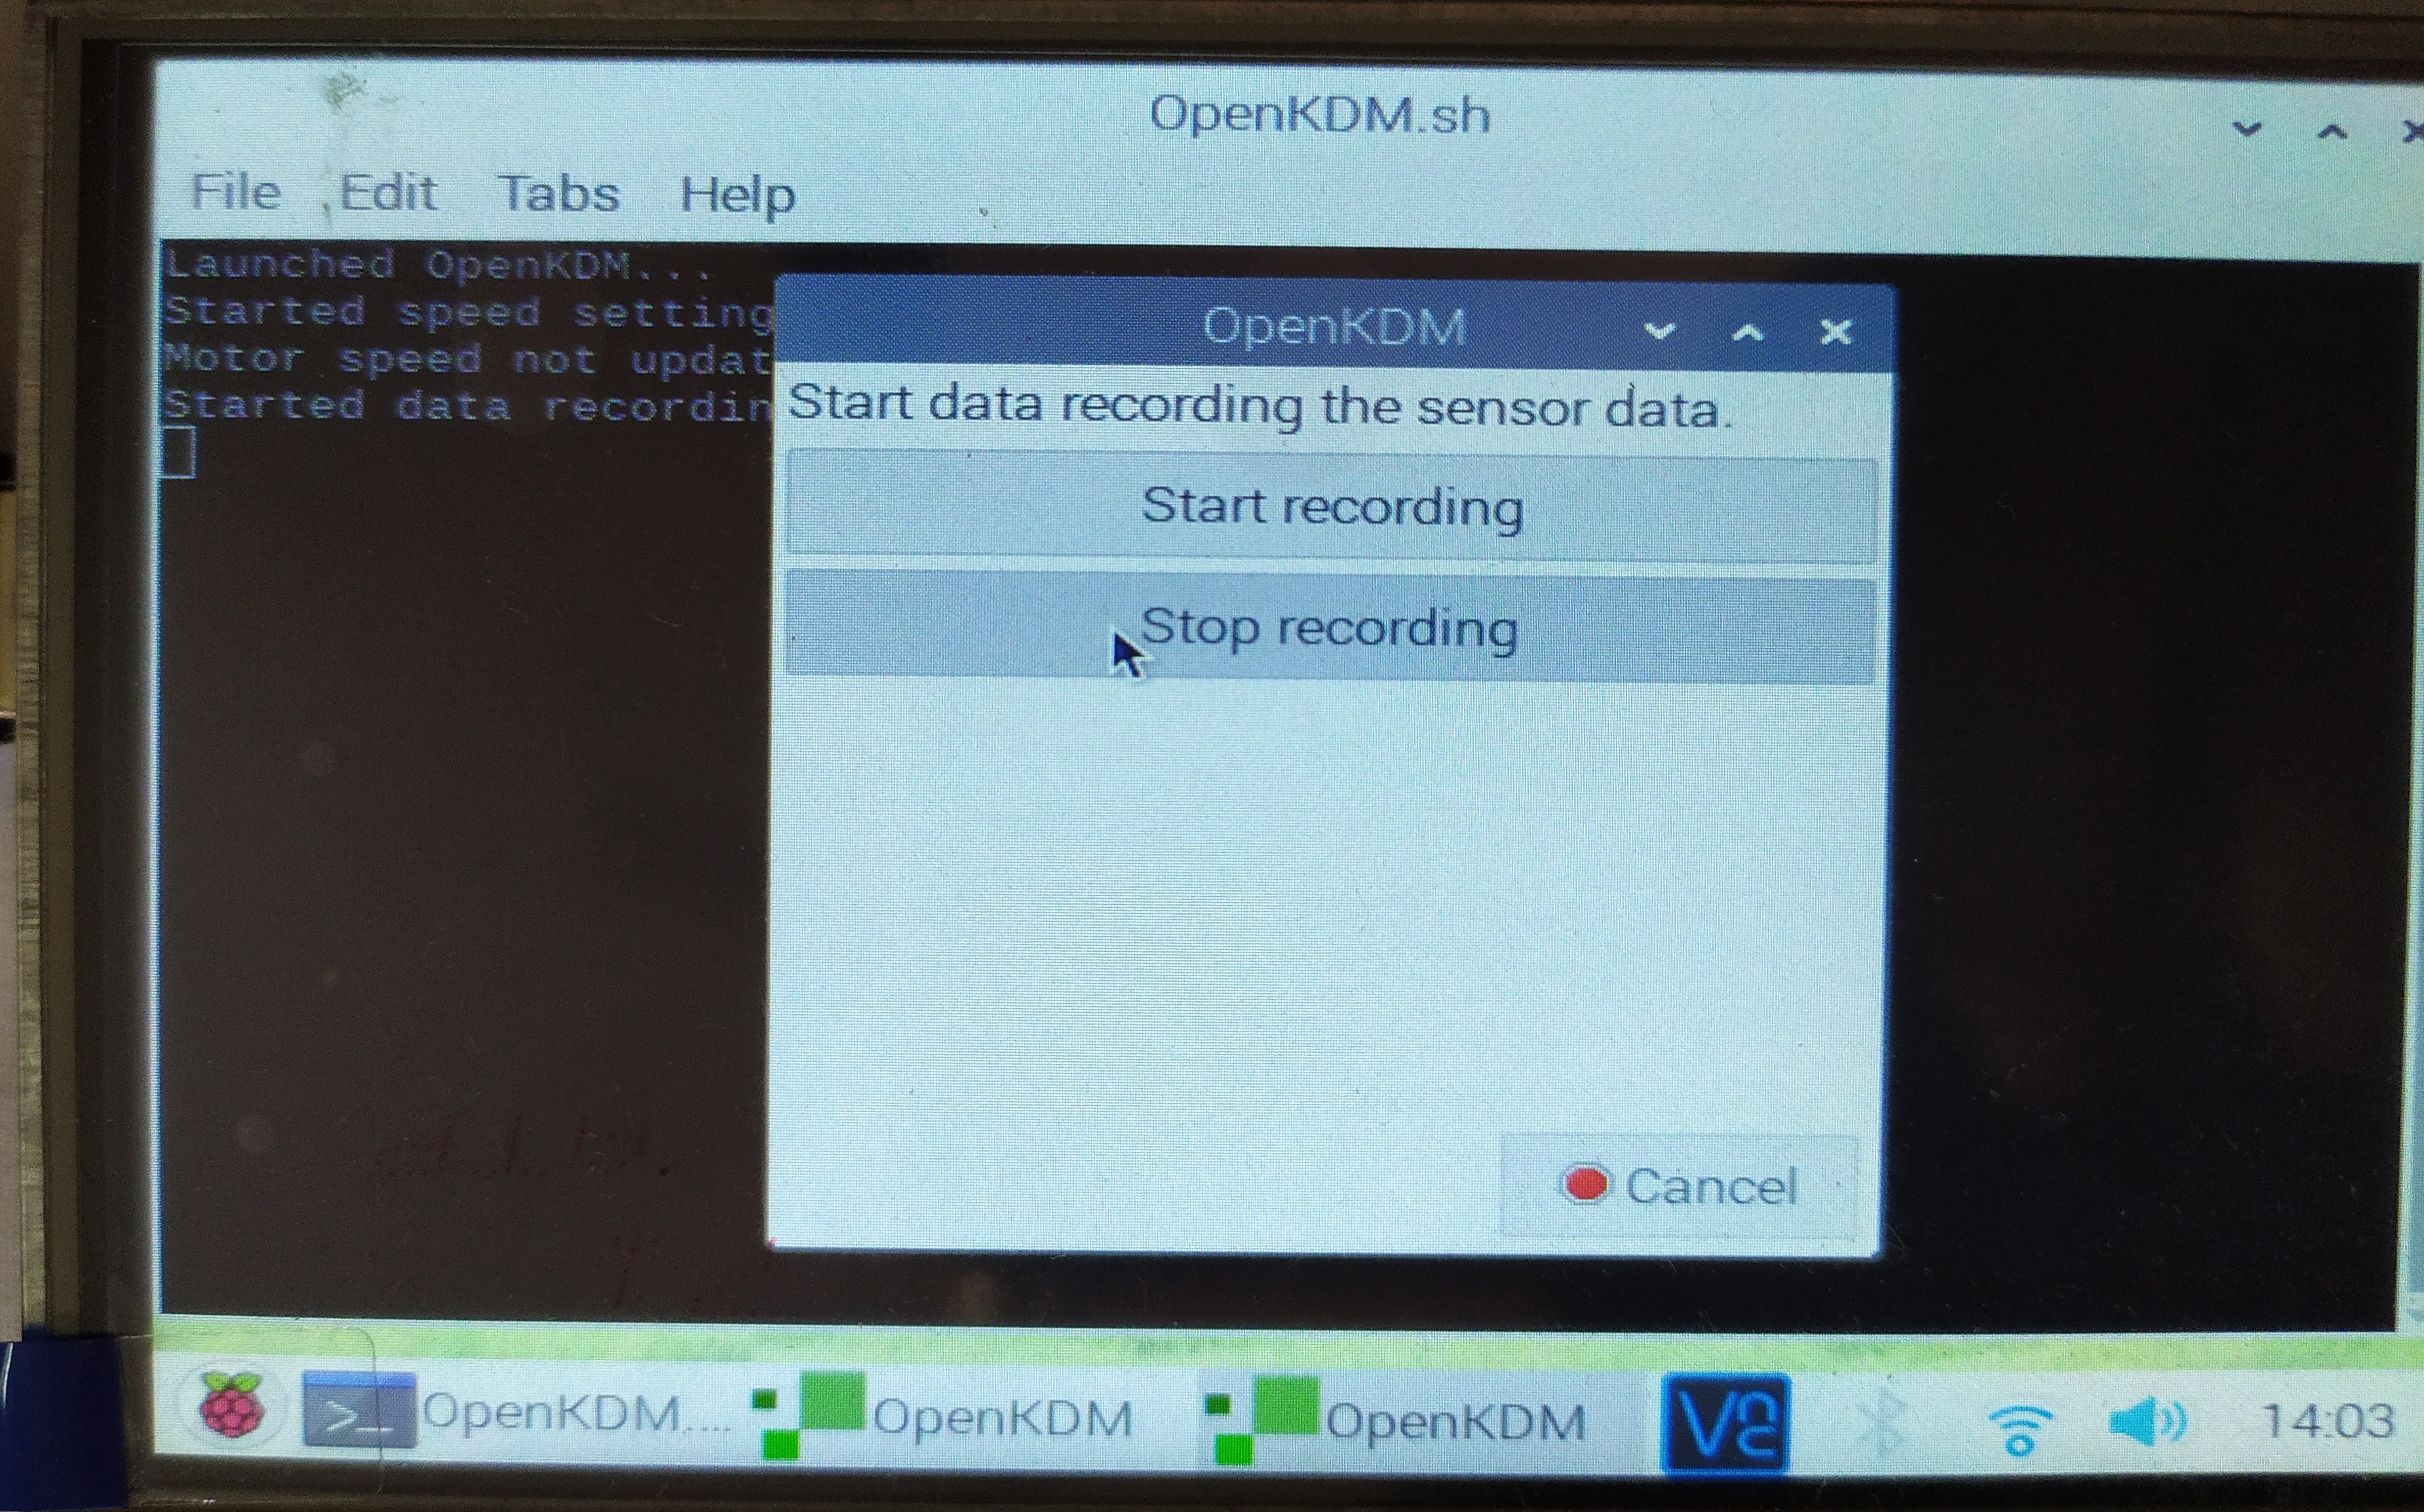 OpenKDM.sh
File Edit Tabs Help
Launched OpenKDM...
Started speed setting
Motor speed not updat
Started data recordin
OpenKDM
Start data recording the sensor data.
Start recording
Stop recording
Cancel
>_ OpenKDM.... OpenKDM OpenKDM VNC 14:03